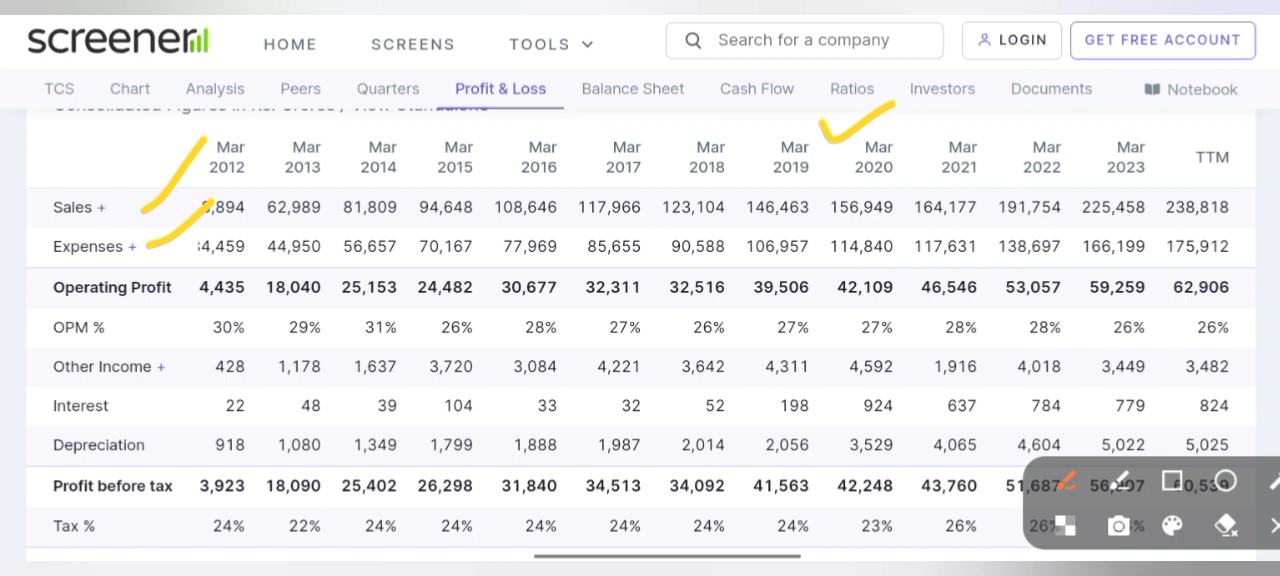 screener
HOME SCREENS TOOLS Search for a company LOGIN GET FREE ACCOUNT
TCS Chart Analysis Peers Quarters Profit & Loss Balance Sheet Cash Flow Ratios Investors Documents Notebook
Mar 2012 Mar 2013 Mar 2014 Mar 2015 Mar 2016 Mar 2017 Mar 2018 Mar 2019 Mar 2020 Mar 2021 Mar 2022 Mar 2023 TTM
Sales + ,894 62,989 81,809 94,648 108,646 117,966 123,104 146,463 156,949 164,177 191,754 225,458 238,818
Expenses + 4,459 44,950 56,657 70,167 77,969 85,655 90,588 106,957 114,840 117,631 138,697 166,199 175,912
Operating Profit 4,435 18,040 25,153 24,482 30,677 32,311 32,516 39,506 42,109 46,546 53,057 59,259 62,906
OPM % 30% 29% 31% 26% 28% 27% 26% 27% 27% 28% 28% 26% 26%
Other Income + 428 1,178 1,637 3,720 3,084 4,221 3,642 4,311 4,592 1,916 4,018 3,449 3,482
Interest 22 48 39 104 33 32 52 198 924 637 784 779 824
Depreciation 918 1,080 1,349 1,799 1,888 1,987 2,014 2,056 3,529 4,065 4,604 5,022 5,025
Profit before tax 3,923 18,090 25,402 26,298 31,840 34,513 34,092 41,563 42,248 43,760 51,687
Tax % 24% 22% 24% 24% 24% 24% 24% 24% 23% 26%